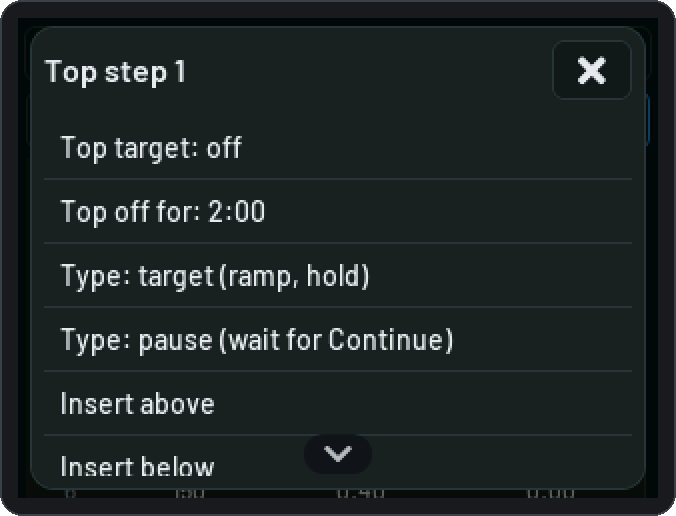 Top step 1
Top target: off
Top off for: 2:00
Type: target (ramp, hold)
Type: pause (wait for Continue)
Insert above
Insert below